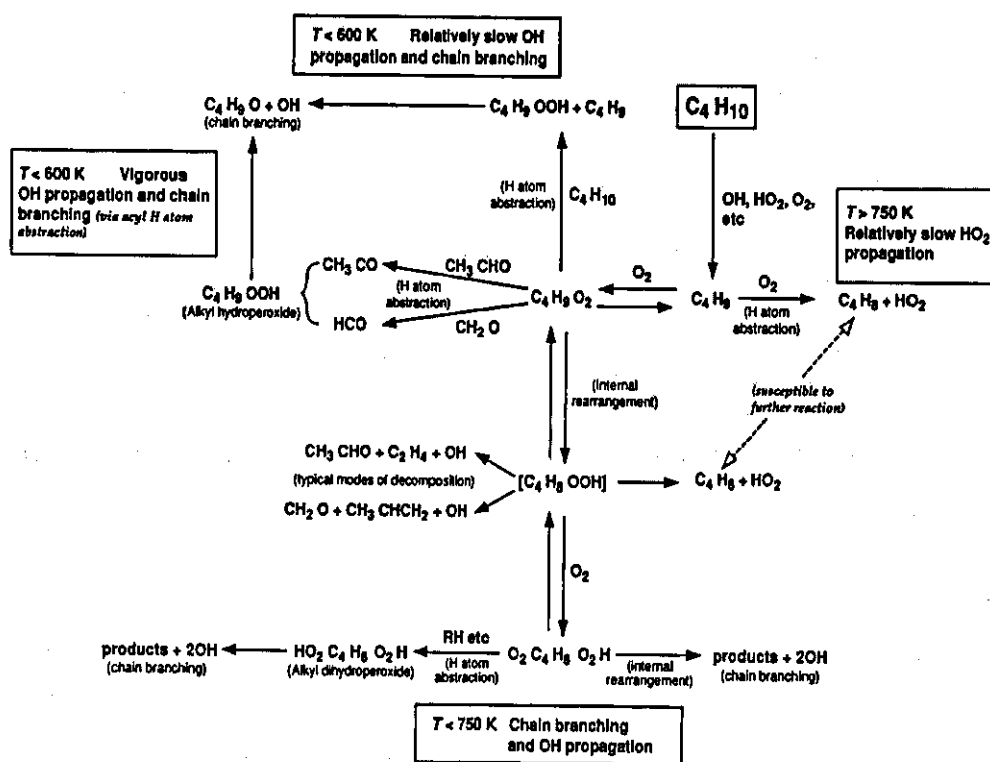 T < 600 K Relatively slow OH
propagation and chain branching
C4 H9 O + OH
(chain branching)
C4 H9 OOH + C4 H9
C4 H10
T < 600 K Vigorous
OH propagation and chain
branching (via acyl H atom
abstraction)
(H atom
abstraction)
C4 H10
OH, HO2, O2,
etc
T > 750 K
Relatively slow HO2
propagation
CH3 CO
CH3 CHO
O2
O2
C4 H9 OOH
(Alkyl hydroperoxide)
(H atom
abstraction)
C4 H9 O2
C4 H9
(H atom
abstraction)
C4 H8 + HO2
HCO
CH2 O
(internal
rearrangement)
(susceptible to
further reaction)
CH3 CHO + C2 H4 + OH
(typical modes of decomposition)
[C4 H8 OOH]
C4 H8 + HO2
CH2 O + CH3 CHCH2 + OH
O2
products + 2OH
(chain branching)
HO2 C4 H8 O2 H
(Alkyl dihydroperoxide)
RH etc
(H atom
abstraction)
O2 C4 H8 O2 H
(internal
rearrangement)
products + 2OH
(chain branching)
T < 750 K Chain branching
and OH propagation